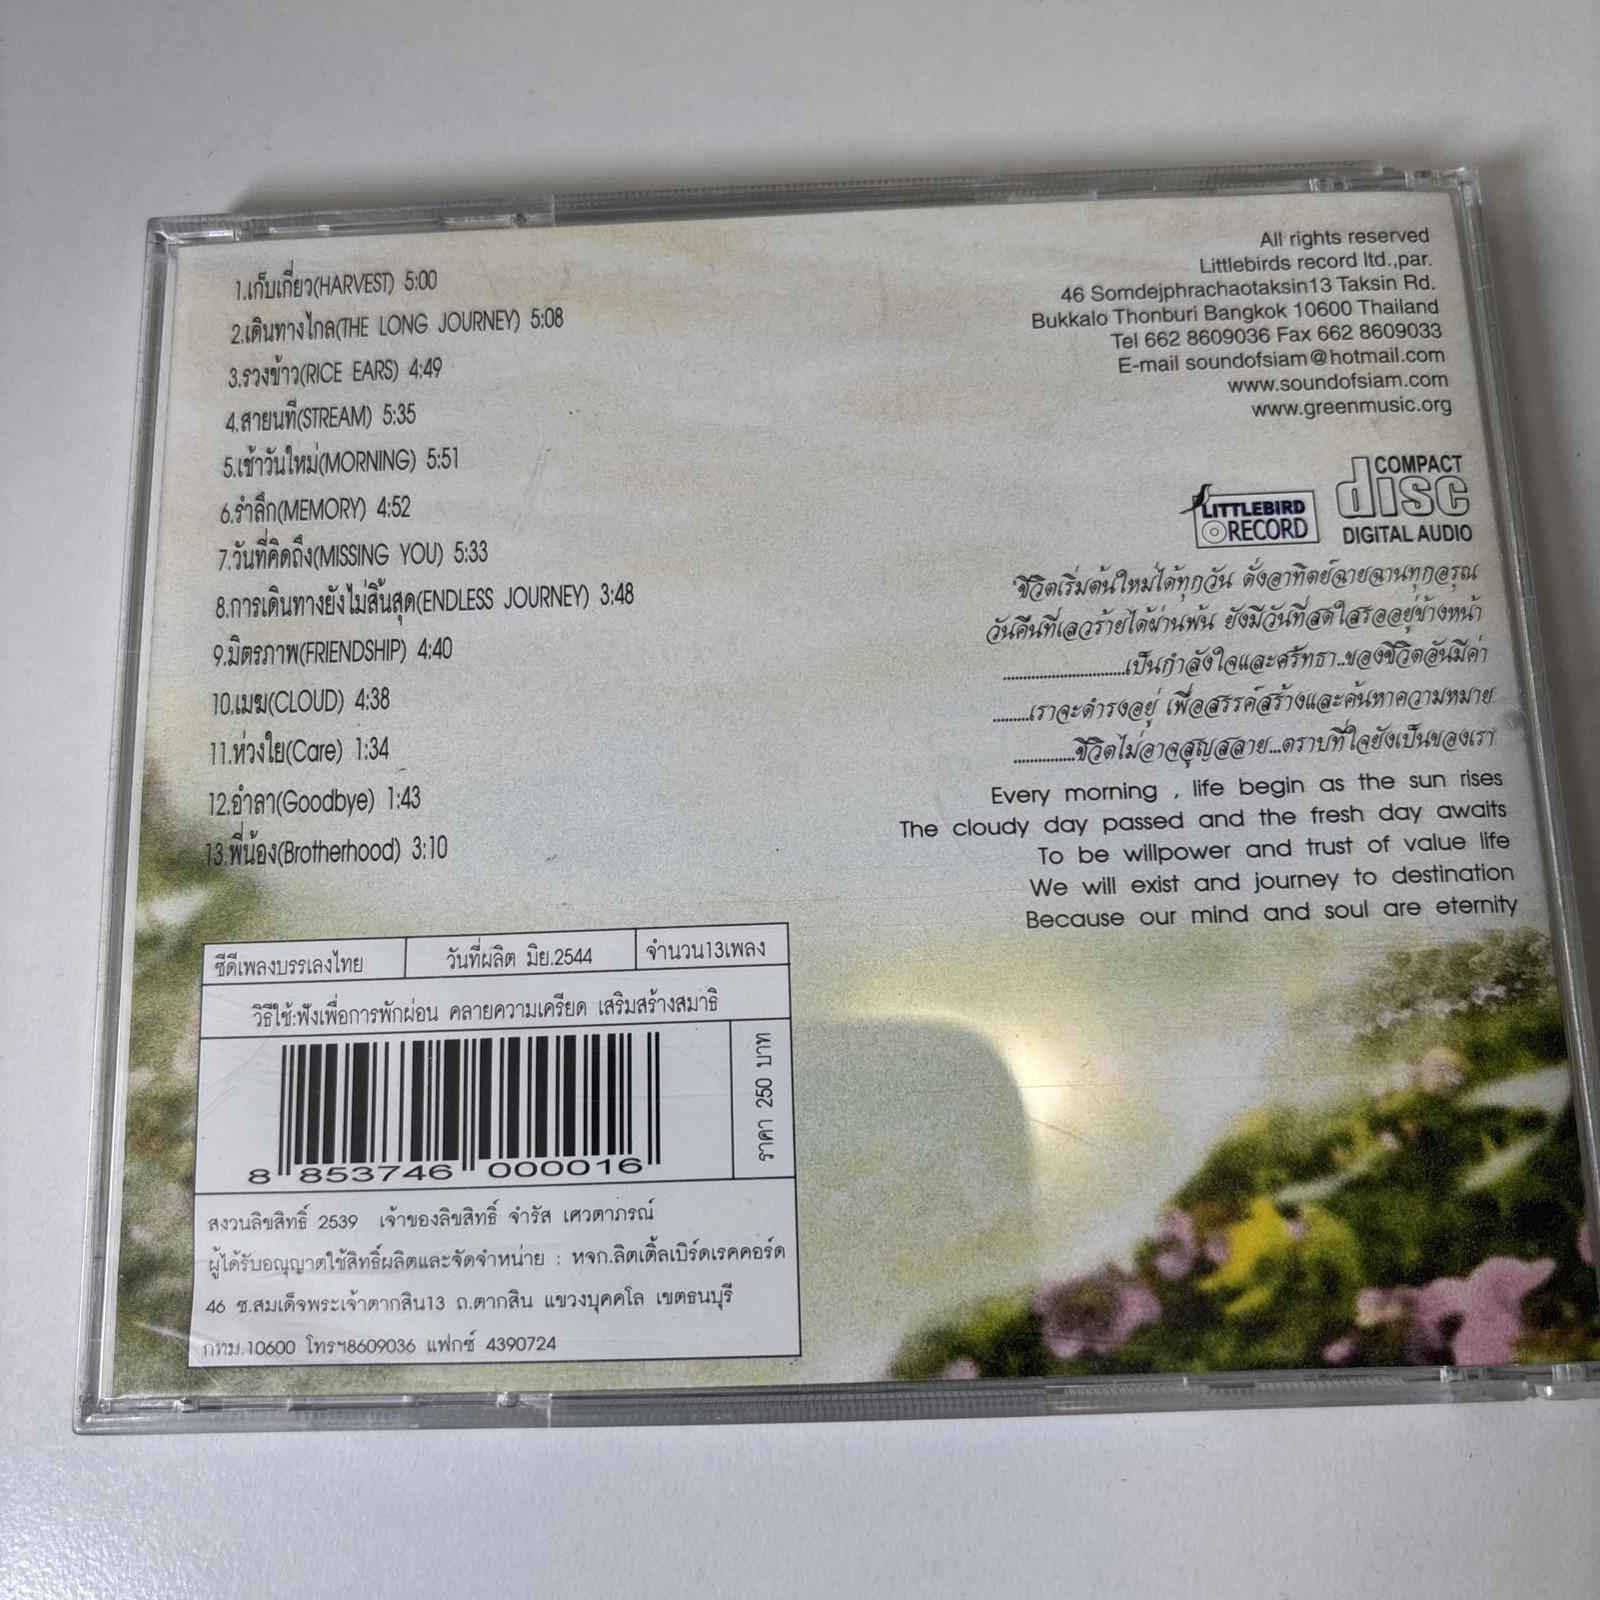 1.เก็บเกี่ยว(HARVEST) 5:00
2.เดินทางไกล(THE LONG JOURNEY) 5:08
3.รวงข้าว(RICE EARS) 4:49
4.สายนที(STREAM) 5:35
5.เช้าวันใหม่(MORNING) 5:51
6.รำลึก(MEMORY) 4:52
7.วันที่คิดถึง(MISSING YOU) 5:33
8.การเดินทางยังไม่สิ้นสุด(ENDLESS JOURNEY) 3:48
9.มิตรภาพ(FRIENDSHIP) 4:40
10.เมฆ(CLOUD) 4:38
11.ห่วงใย(Care) 1:34
12.อำลา(Goodbye) 1:43
13.พี่น้อง(Brotherhood) 3:10
All rights reserved
Littlebirds record ltd.,par.
46 Somdejphrachaotaksin13 Taksin Rd.
Bukkalo Thonburi Bangkok 10600 Thailand
Tel 662 8609036 Fax 662 8609033
E-mail soundofsiam@hotmail.com
www.soundofsiam.com
www.greenmusic.org
LITTLEBIRD
RECORD
COMPACT
disc
DIGITAL AUDIO
ชีวิตเริ่มต้นใหม่ได้ทุกวัน ดั่งอาทิตย์ฉายฉานทุกอรุณ
วันคืนที่เลวร้ายได้ผ่านพ้น ยังมีวันที่สดใสรออยู่ข้างหน้า
..............................เป็นกำลังใจและศรัทธา..ของชีวิตอันมีค่า
.........เราจะดำรงอยู่ เพื่อสรรค์สร้างและค้นหาความหมาย
...............ชีวิตไม่อาจสูญสลาย...ตราบที่ใจยังเป็นของเรา
Every morning , life begin as the sun rises
The cloudy day passed and the fresh day awaits
To be willpower and trust of value life
We will exist and journey to destination
Because our mind and soul are eternity
ซีดีเพลงบรรเลงไทย วันที่ผลิต มิย.2544 จำนวน13เพลง
วิธีใช้:ฟังเพื่อการพักผ่อน คลายความเครียด เสริมสร้างสมาธิ
8 853746 000016
ราคา 250 บาท
สงวนลิขสิทธิ์ 2539 เจ้าของลิขสิทธิ์ จำรัส เศวตาภรณ์
ผู้ได้รับอณุญาตใช้สิทธิ์ผลิตและจัดจำหน่าย : หจก.ลิตเติ้ลเบิร์ดเรคคอร์ด
46 ซ.สมเด็จพระเจ้าตากสิน13 ถ.ตากสิน แขวงบุคคโล เขตธนบุรี
กทม.10600 โทรฯ8609036 แฟกซ์ 4390724